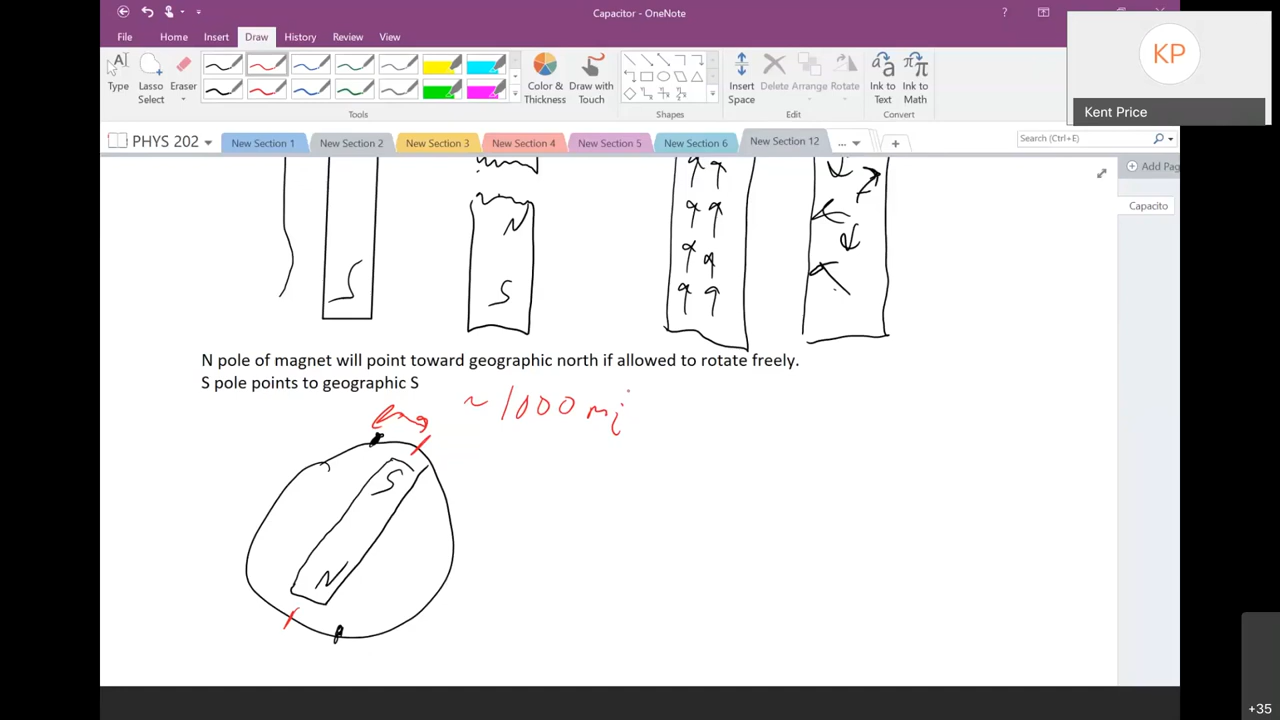 Capacitor - OneNote
?
KP
Kent Price
File Home Insert Draw History Review View
Type
Lasso Select
Eraser
Color & Thickness
Draw with Touch
Insert Space
Delete
Arrange
Rotate
Ink to Text
Ink to Math
Tools
Shapes
Edit
Convert
PHYS 202
New Section 1
New Section 2
New Section 3
New Section 4
New Section 5
New Section 6
New Section 12
...
Search (Ctrl+E)
Add Pag
Capacito
N
S
S
N pole of magnet will point toward geographic north if allowed to rotate freely.
S pole points to geographic S
~ 1000 mi
S
N
+35